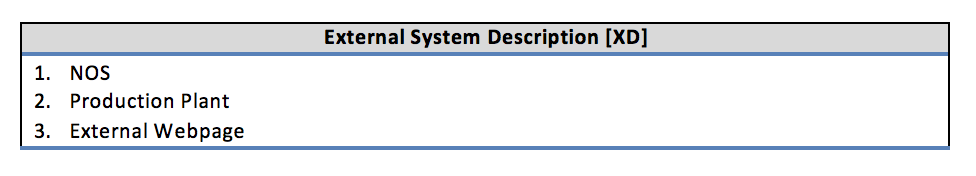 External System Description [XD]
1. NOS
2. Production Plant
3. External Webpage